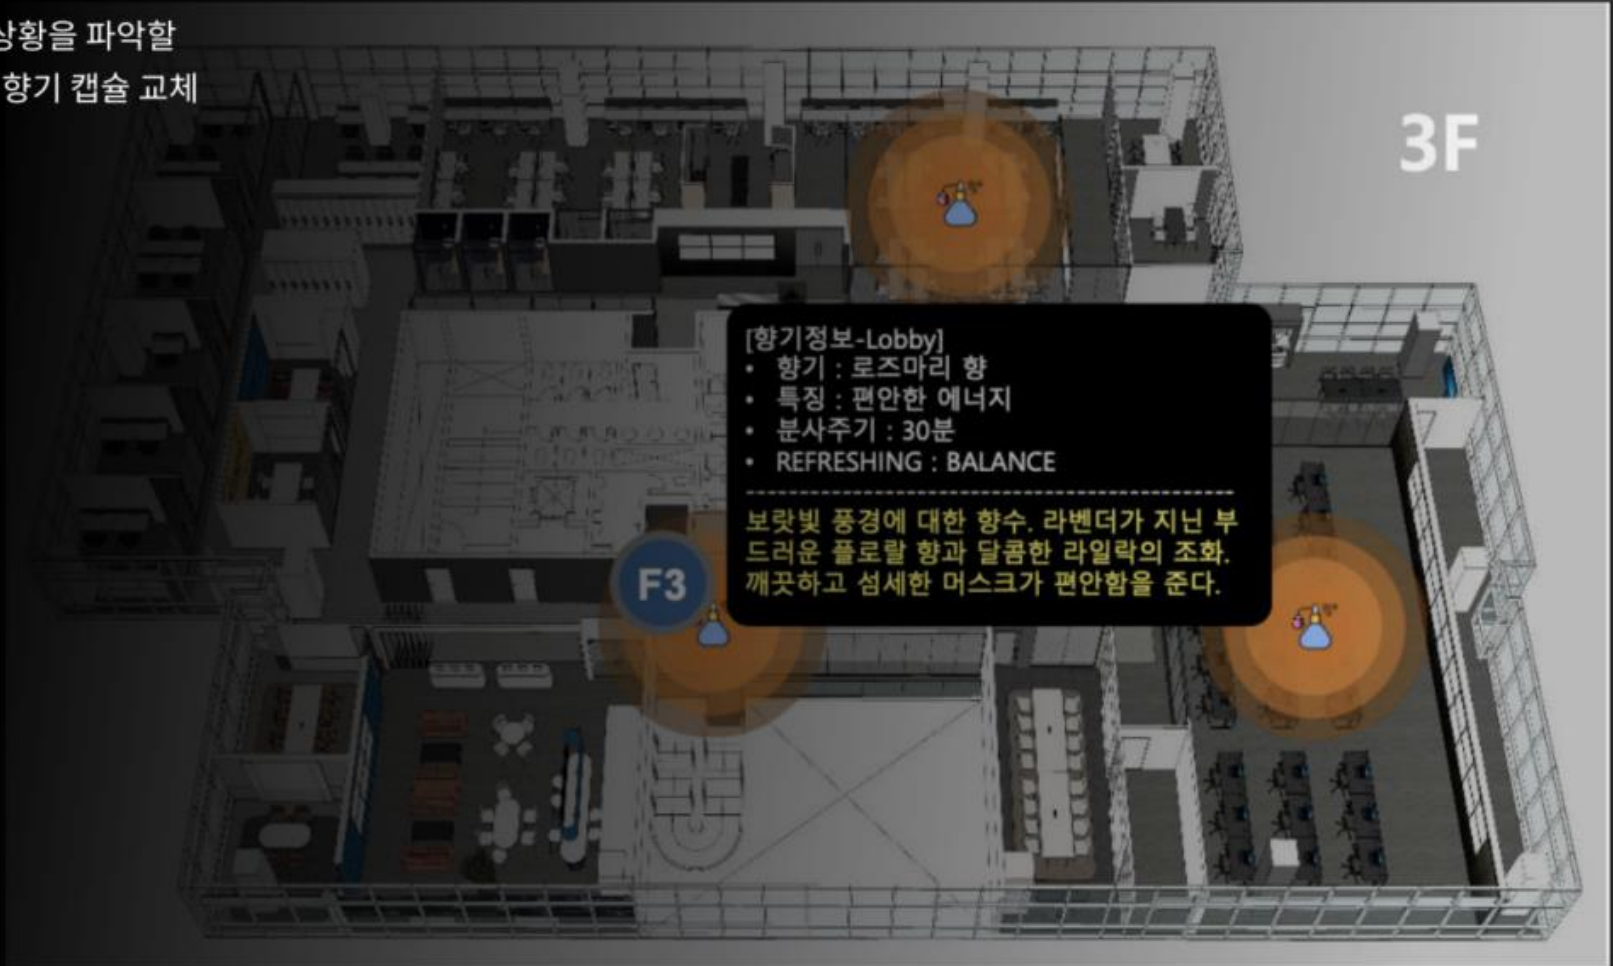 상황을 파악할
향기 캡슐 교체
3F
[향기정보-Lobby]
• 향기 : 로즈마리 향
• 특징 : 편안한 에너지
• 분사주기 : 30분
• REFRESHING : BALANCE
보랏빛 풍경에 대한 향수. 라벤더가 지닌 부
드러운 플로랄 향과 달콤한 라일락의 조화.
깨끗하고 섬세한 머스크가 편안함을 준다.
F3